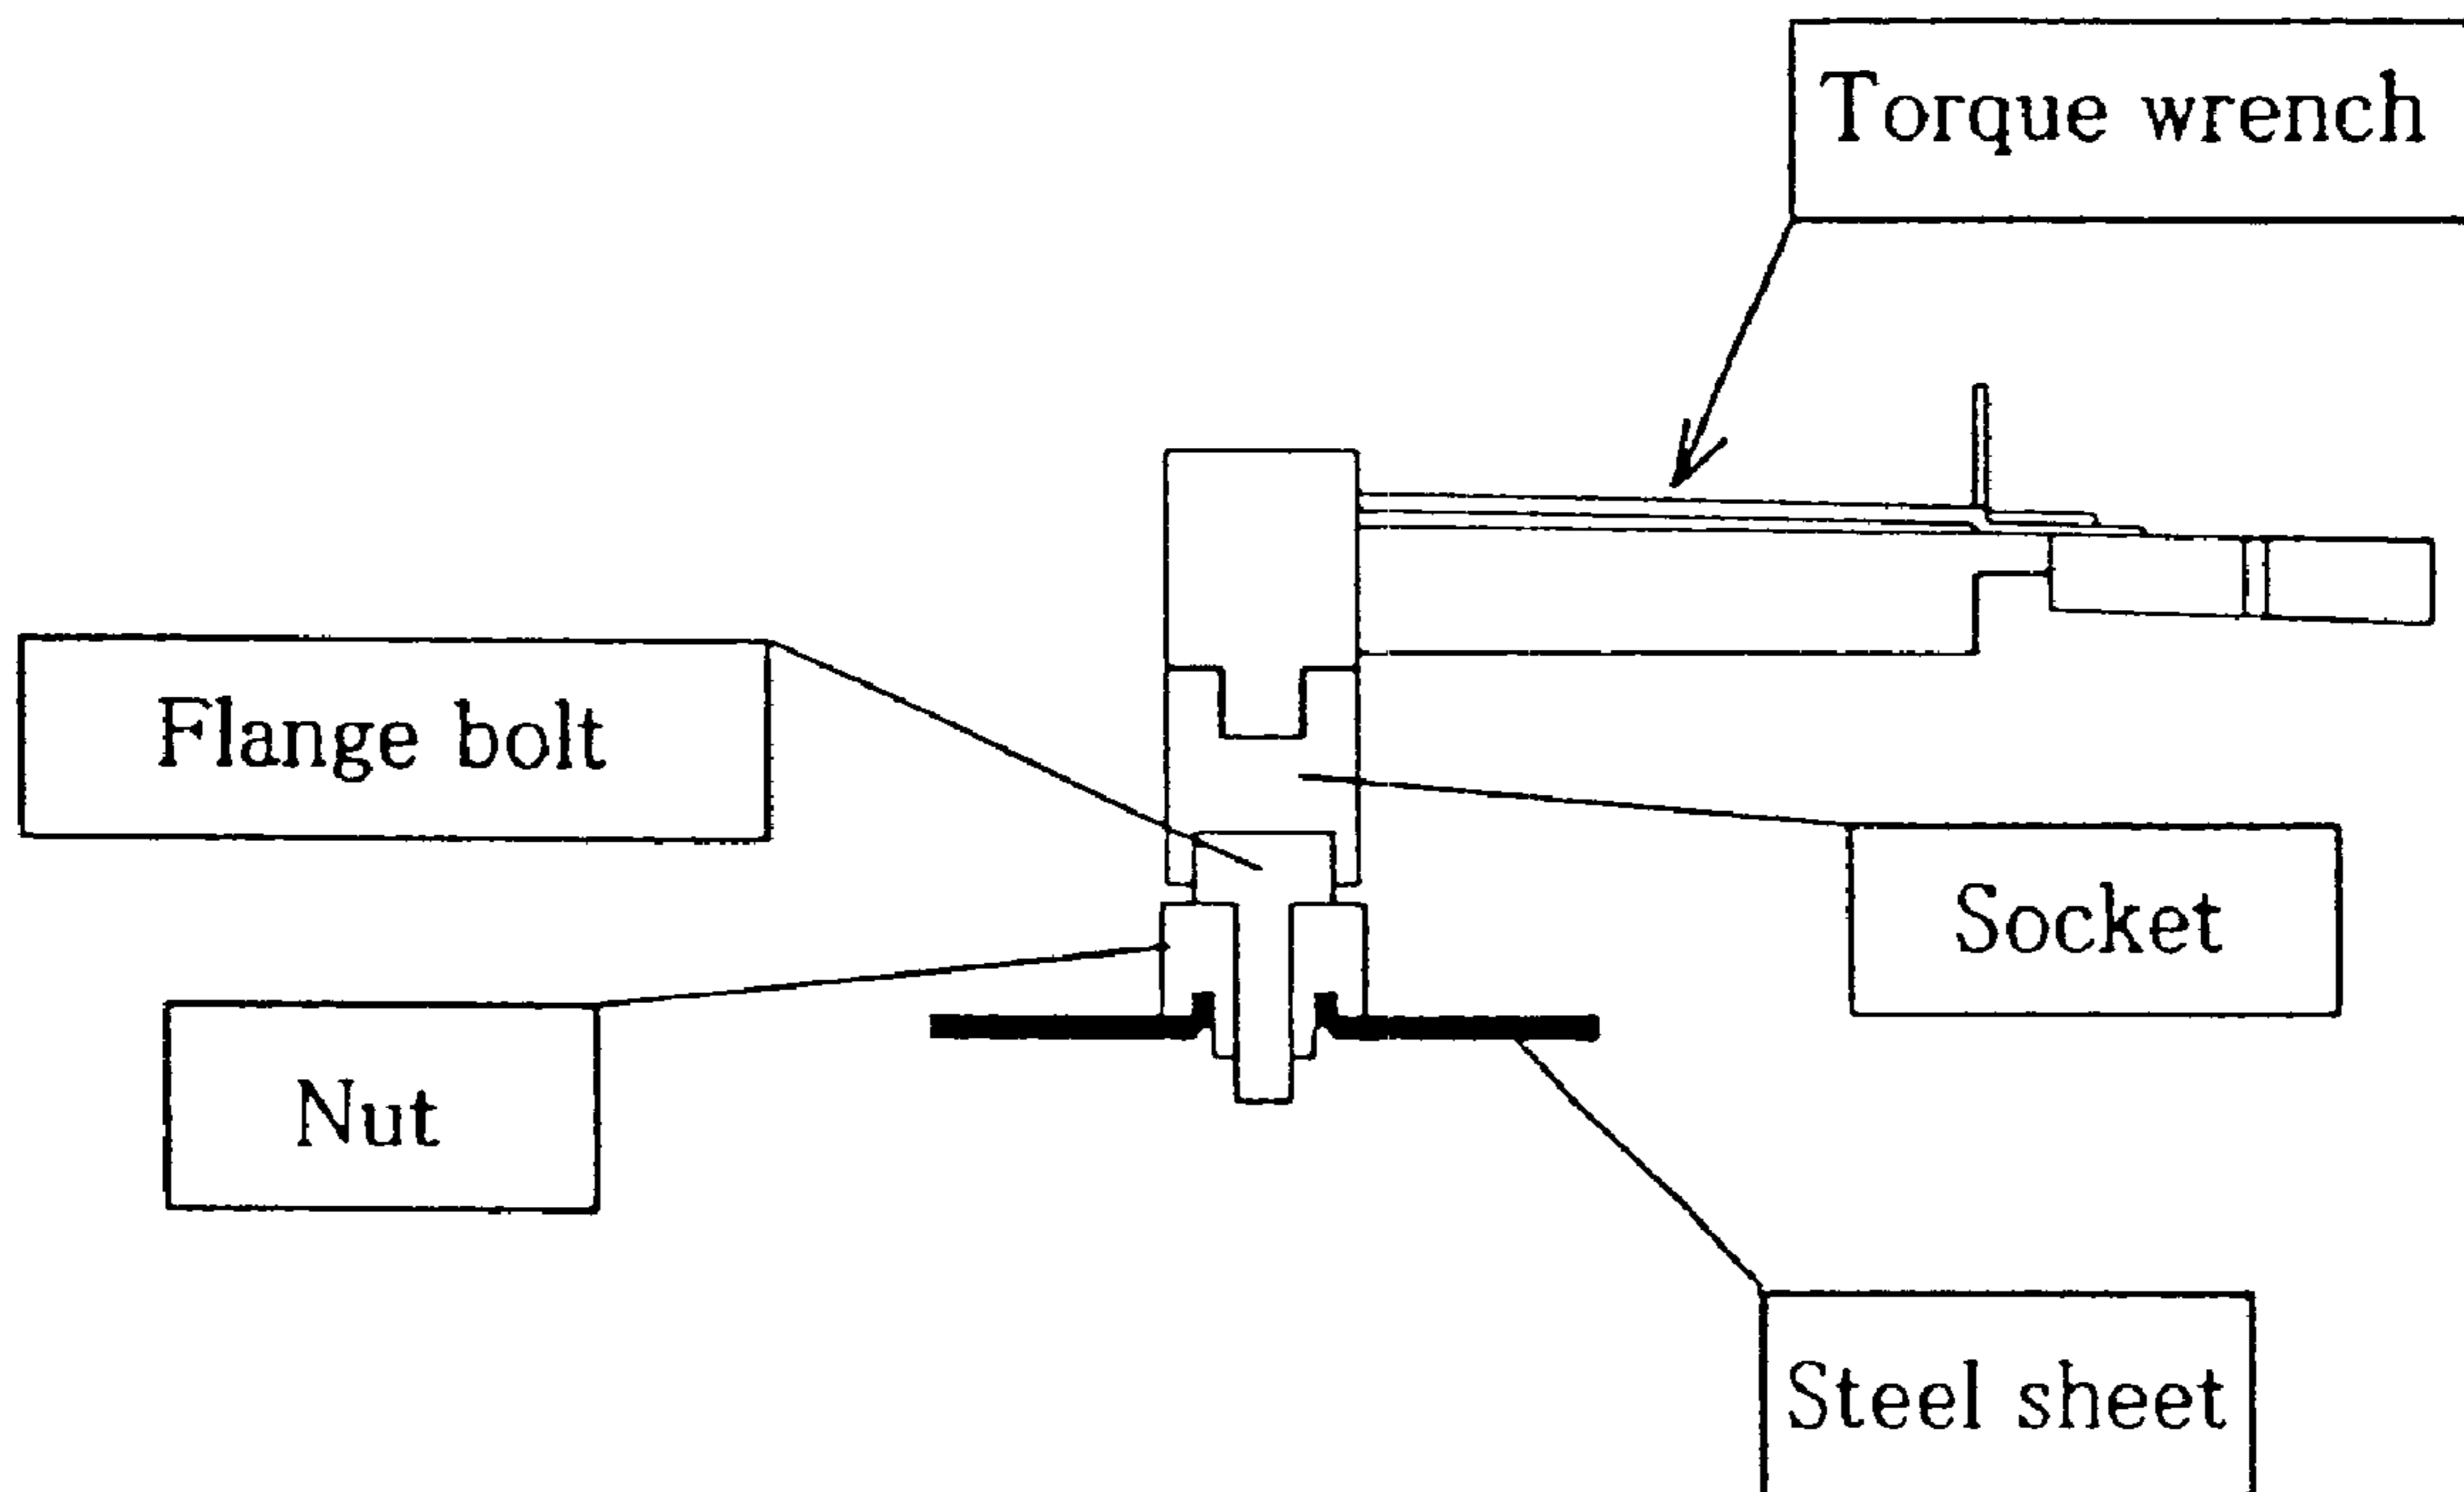 Torque wrench
Flange bolt
Socket
Nut
Steel sheet